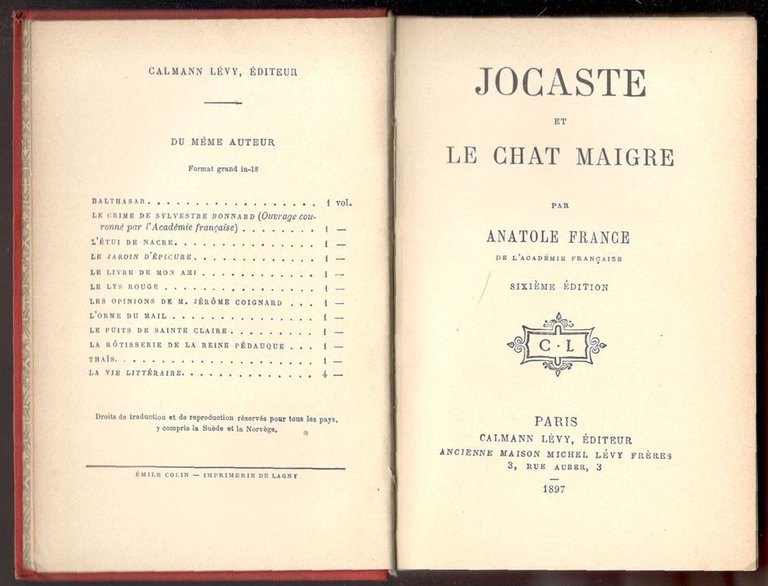 CALMANN LÉVY, ÉDITEUR
DU MÉME AUTEUR
Format grand in-18
BALTHASAR. . . . . . . . . . . . . . . . . . 1 vol.
LE CRIME DE SYLVESTRE BONNARD (Ouvrage cou-
ronné par l'Académie française) . . . . . . . . 1 —
L'ÉTUI DE NACRE. . . . . . . . . . . . . . . 1 —
LE JARDIN D'ÉPICURE. . . . . . . . . . . . . 1 —
LE LIVRE DE MON AMI . . . . . . . . . . . . 1 —
LE LYS ROUGE . . . . . . . . . . . . . . . . 1 —
LES OPINIONS DE M. JÉRÔME COIGNARD . . . 1 —
L'ORME DU MAIL . . . . . . . . . . . . . . . 1 —
LE PUITS DE SAINTE CLAIRE . . . . . . . . . 1 —
LA RÔTISSERIE DE LA REINE PÉDAUQUE . . . 1 —
THAÏS. . . . . . . . . . . . . . . . . . . . . 1 —
LA VIE LITTÉRAIRE. . . . . . . . . . . . . . 4 —
Droits de traduction et de reproduction réservés pour tous les pays,
y compris la Suède et la Norvège.
ÉMILE COLIN — IMPRIMERIE DE LAGNY
JOCASTE
ET
LE CHAT MAIGRE
PAR
ANATOLE FRANCE
DE L'ACADÉMIE FRANÇAISE
SIXIÈME ÉDITION
C · L
PARIS
CALMANN LÉVY, ÉDITEUR
ANCIENNE MAISON MICHEL LÉVY FRÈRES
3, RUE AUBER, 3
1897